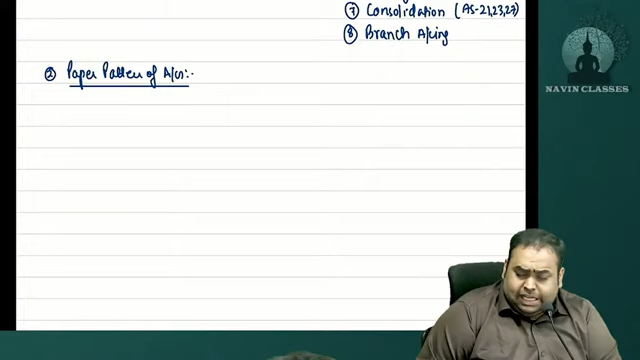 ⑦ Consolidation (AS-21,23,27)
⑧ Branch A/cing
NAVIN CLASSES
② Paper Pattern of A/cs:-